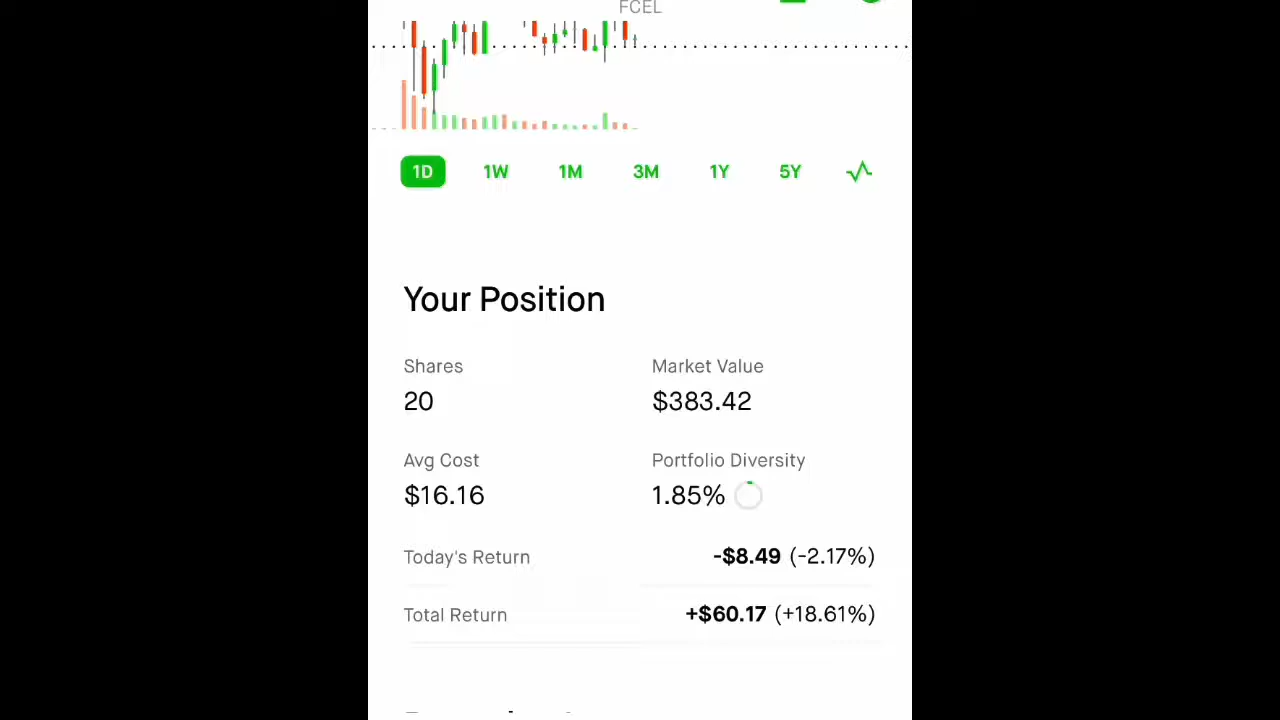 FCEL
1D 1W 1M 3M 1Y 5Y
Your Position
Shares Market Value
20 $383.42
Avg Cost Portfolio Diversity
$16.16 1.85%
Today's Return -$8.49 (-2.17%)
Total Return +$60.17 (+18.61%)